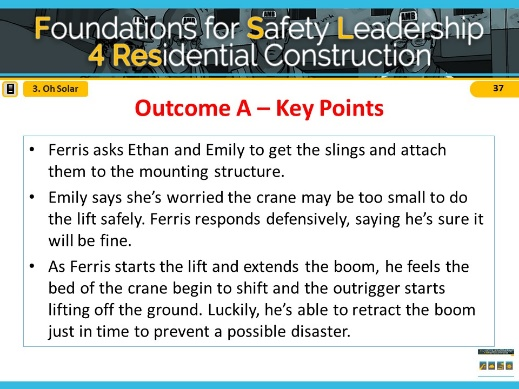 Foundations for Safety Leadership
4 Residential Construction
3. Oh Solar
37
Outcome A – Key Points
• Ferris asks Ethan and Emily to get the slings and attach
them to the mounting structure.
• Emily says she's worried the crane may be too small to do
the lift safely. Ferris responds defensively, saying he's sure it
will be fine.
• As Ferris starts the lift and extends the boom, he feels the
bed of the crane begin to shift and the outrigger starts
lifting off the ground. Luckily, he's able to retract the boom
just in time to prevent a possible disaster.